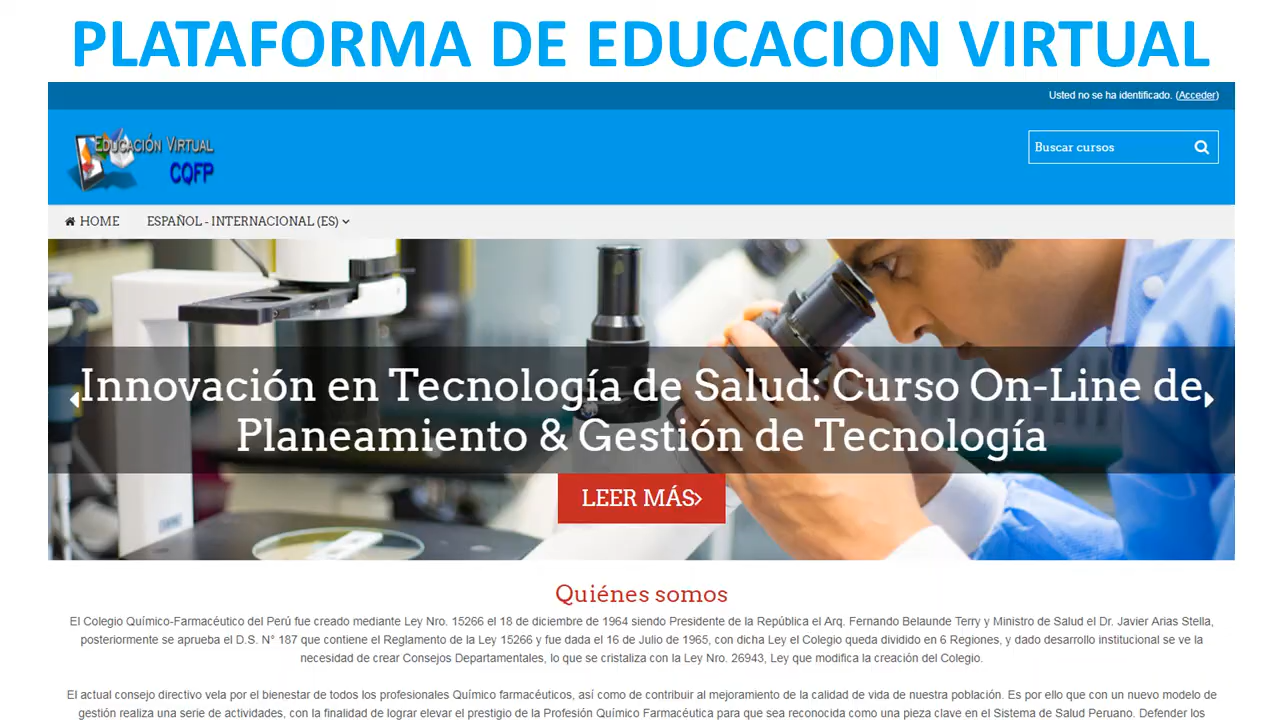 PLATAFORMA DE EDUCACION VIRTUAL
Usted no se ha identificado. (Acceder)
EDUCACIÓN VIRTUAL
CQFP
Buscar cursos
HOME
ESPAÑOL - INTERNACIONAL (ES)
Innovación en Tecnología de Salud: Curso On-Line de
Planeamiento & Gestión de Tecnología
LEER MÁS
Quiénes somos
El Colegio Químico-Farmacéutico del Perú fue creado mediante Ley Nro. 15266 el 18 de diciembre de 1964 siendo Presidente de la República el Arq. Fernando Belaunde Terry y Ministro de Salud el Dr. Javier Arias Stella,
posteriormente se aprueba el D.S. N° 187 que contiene el Reglamento de la Ley 15266 y fue dada el 16 de Julio de 1965, con dicha Ley el Colegio queda dividido en 6 Regiones, y dado desarrollo institucional se ve la
necesidad de crear Consejos Departamentales, lo que se cristaliza con la Ley Nro. 26943, Ley que modifica la creación del Colegio.
El actual consejo directivo vela por el bienestar de todos los profesionales Químico farmacéuticos, así como de contribuir al mejoramiento de la calidad de vida de nuestra población. Es por ello que con un nuevo modelo de
gestión realiza una serie de actividades, con la finalidad de lograr elevar el prestigio de la Profesión Químico Farmacéutica para que sea reconocida como una pieza clave en el Sistema de Salud Peruano. Defender los